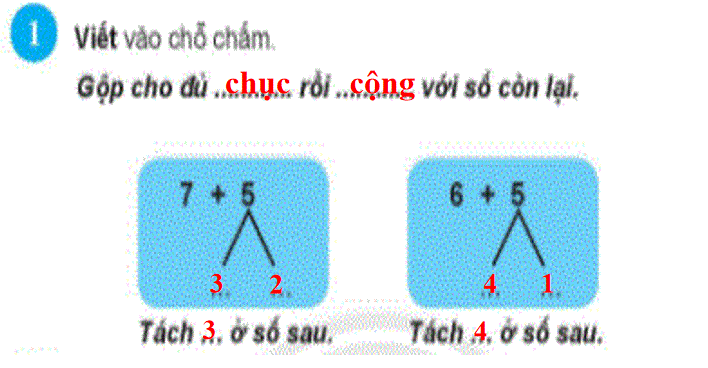 1 Viết vào chỗ chấm.
Gộp cho đủ ..chục.. rồi ..cộng.. với số còn lại.
7 + 5
6 + 5
3 2
4 1
Tách .3. ở số sau.
Tách .4. ở số sau.